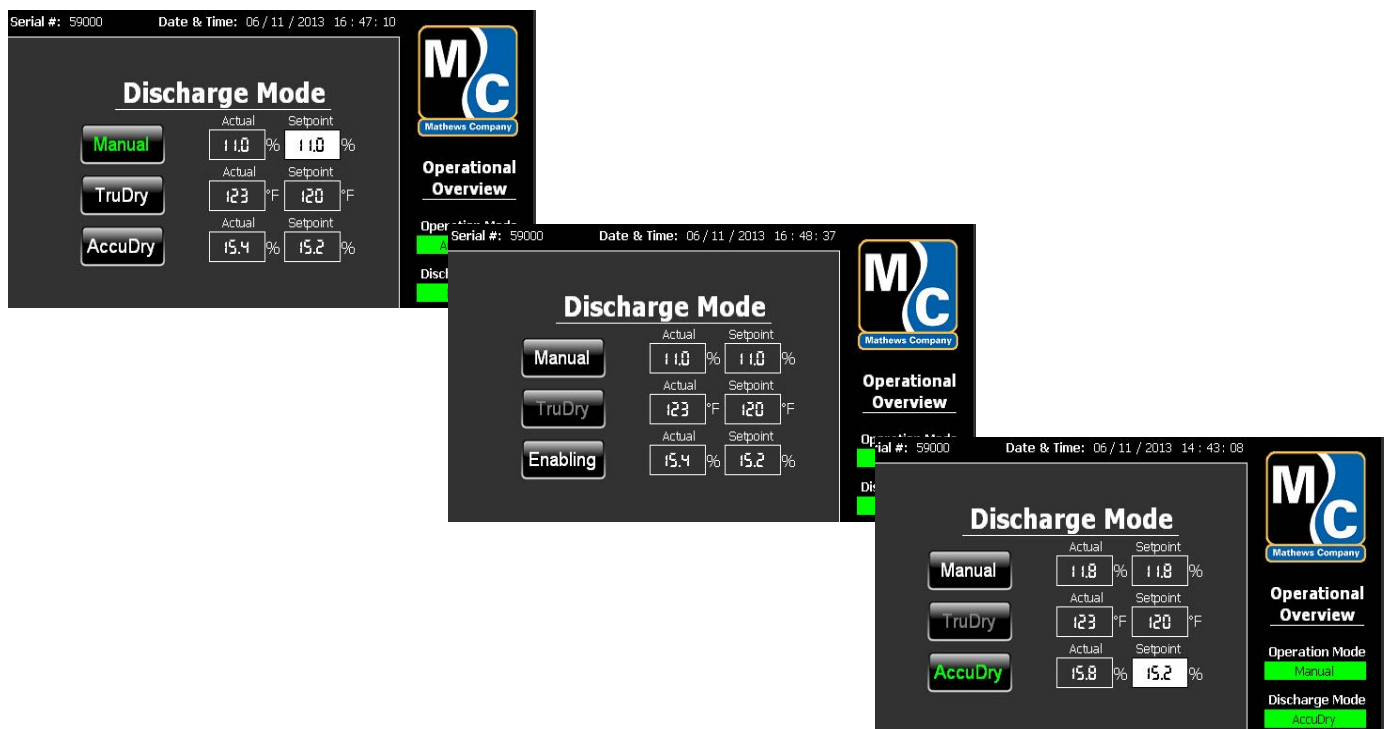 Serial #: 59000 Date & Time: 06 / 11 / 2013 16 : 47 : 10
Discharge Mode
Actual Setpoint
Manual 11.0 % 11.0 %
Actual Setpoint
TruDry 123 °F 120 °F
Actual Setpoint
AccuDry 15.4 % 15.2 %
MC
Mathews Company
Operational
Overview
Serial #: 59000 Date & Time: 06 / 11 / 2013 16 : 48 : 37
Discharge Mode
Actual Setpoint
Manual 11.0 % 11.0 %
Actual Setpoint
TruDry 123 °F 120 °F
Actual Setpoint
Enabling 15.4 % 15.2 %
MC
Mathews Company
Operational
Overview
rial #: 59000 Date & Time: 06 / 11 / 2013 14 : 43 : 08
Discharge Mode
Actual Setpoint
Manual 11.8 % 11.8 %
Actual Setpoint
TruDry 123 °F 120 °F
Actual Setpoint
AccuDry 15.8 % 15.2 %
MC
Mathews Company
Operational
Overview
Operation Mode
Manual
Discharge Mode
AccuDry